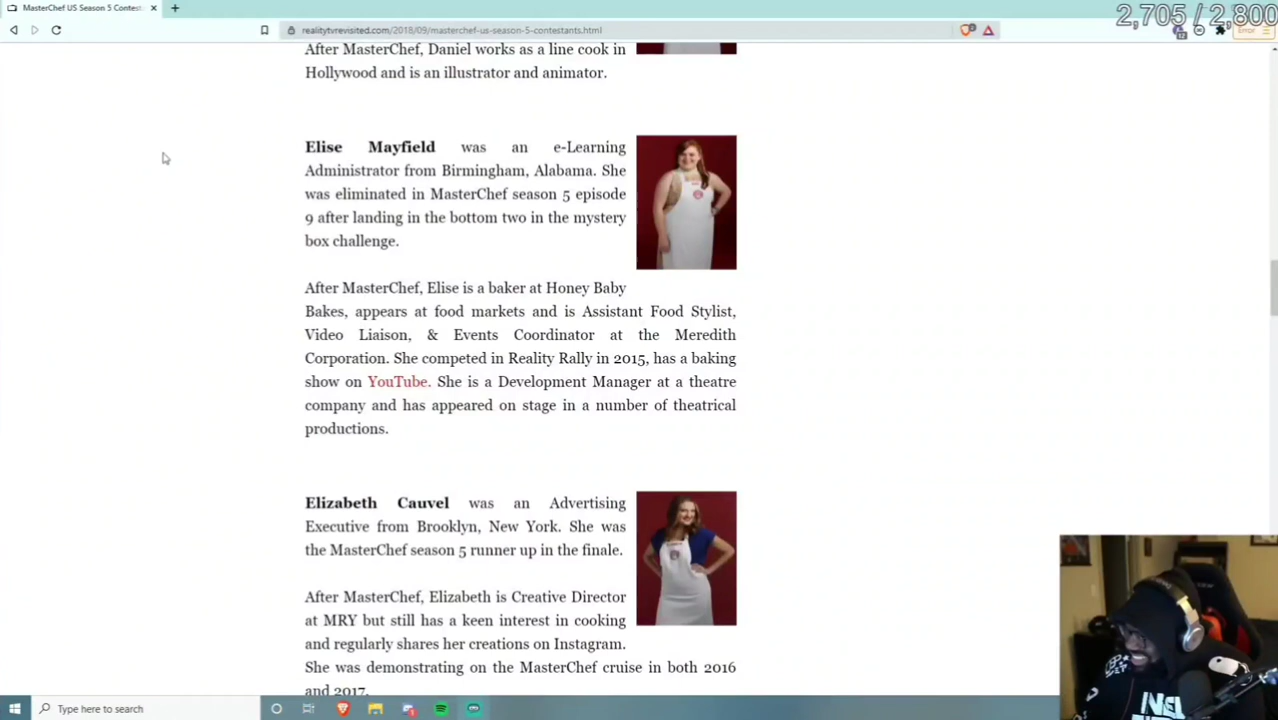 MasterChef US Season 5 Contest
2,705 / 2,800
realitytvrevisited.com/2018/09/masterchef-us-season-5-contestants.html
12
Error
After MasterChef, Daniel works as a line cook in
Hollywood and is an illustrator and animator.
Elise Mayfield was an e-Learning
Administrator from Birmingham, Alabama. She
was eliminated in MasterChef season 5 episode
9 after landing in the bottom two in the mystery
box challenge.
After MasterChef, Elise is a baker at Honey Baby
Bakes, appears at food markets and is Assistant Food Stylist,
Video Liaison, & Events Coordinator at the Meredith
Corporation. She competed in Reality Rally in 2015, has a baking
show on YouTube. She is a Development Manager at a theatre
company and has appeared on stage in a number of theatrical
productions.
Elizabeth Cauvel was an Advertising
Executive from Brooklyn, New York. She was
the MasterChef season 5 runner up in the finale.
After MasterChef, Elizabeth is Creative Director
at MRY but still has a keen interest in cooking
and regularly shares her creations on Instagram.
She was demonstrating on the MasterChef cruise in both 2016
and 2017.
Type here to search